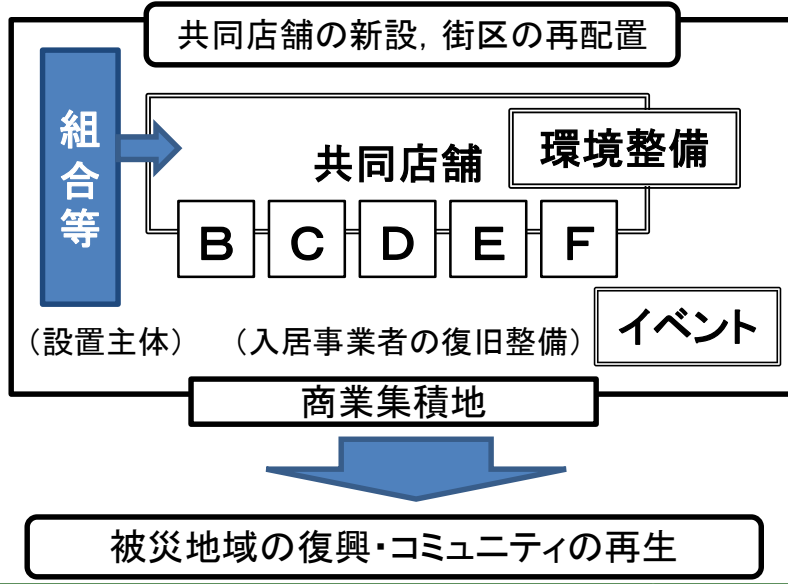 共同店舗の新設，街区の再配置
組合等
共同店舗
環境整備
B C D E F
（設置主体）
（入居事業者の復旧整備）
イベント
商業集積地
被災地域の復興・コミュニティの再生